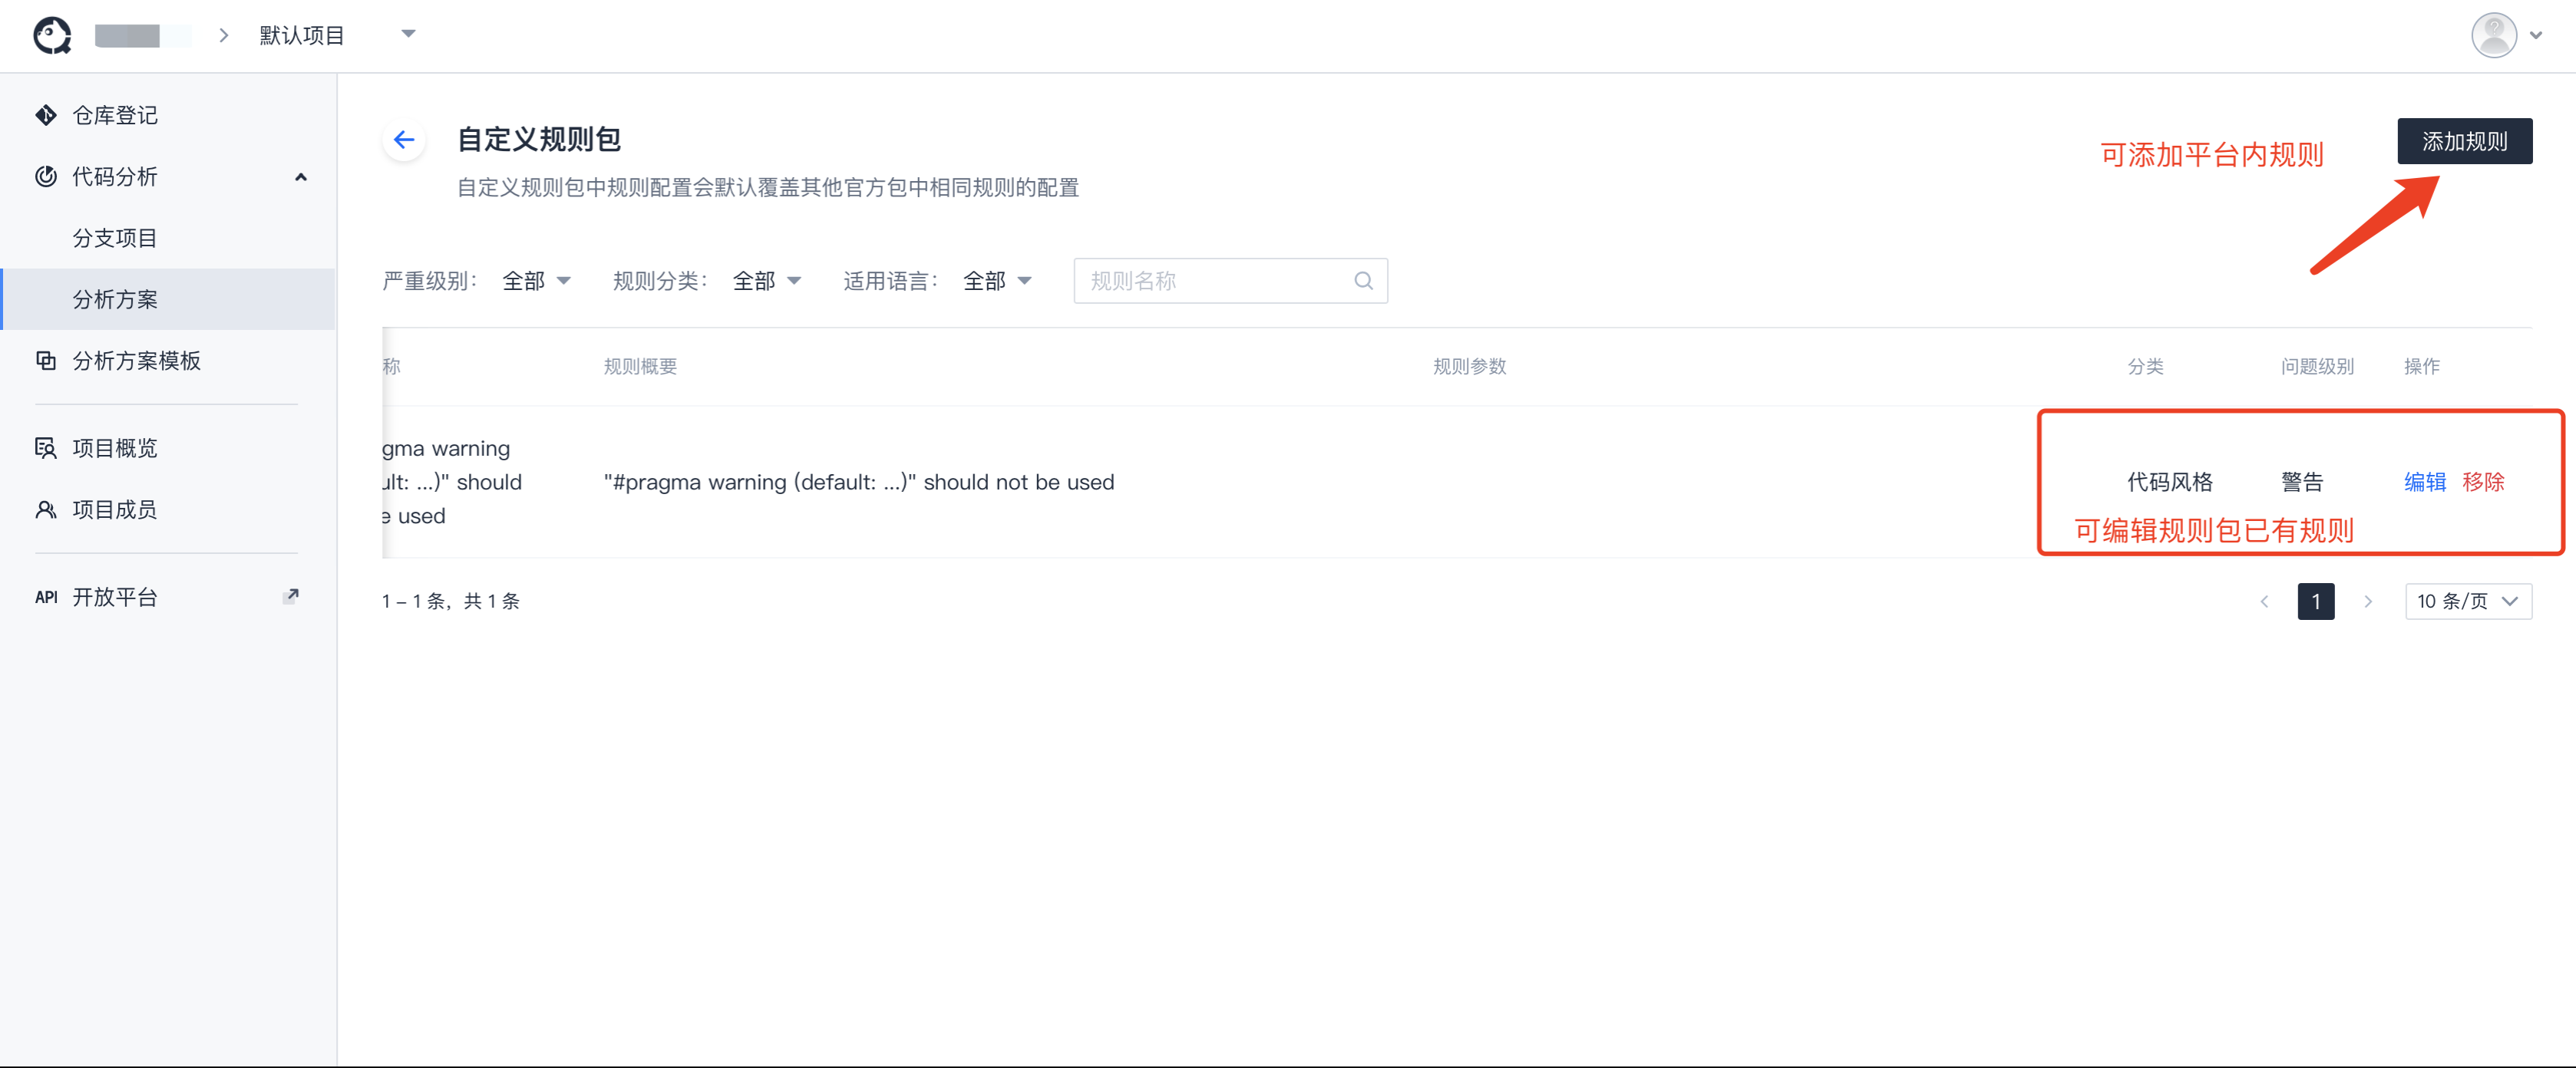 默认项目
仓库登记
代码分析
分支项目
分析方案
分析方案模板
项目概览
项目成员
API 开放平台
自定义规则包
自定义规则包中规则配置会默认覆盖其他官方包中相同规则的配置
可添加平台内规则
添加规则
严重级别： 全部 规则分类： 全部 适用语言： 全部 规则名称
称 规则概要 规则参数 分类 问题级别 操作
gma warning
ult: ...)" should
e used
"#pragma warning (default: ...)" should not be used
代码风格 警告 编辑 移除
可编辑规则包已有规则
1 – 1 条，共 1 条
1
10 条/页